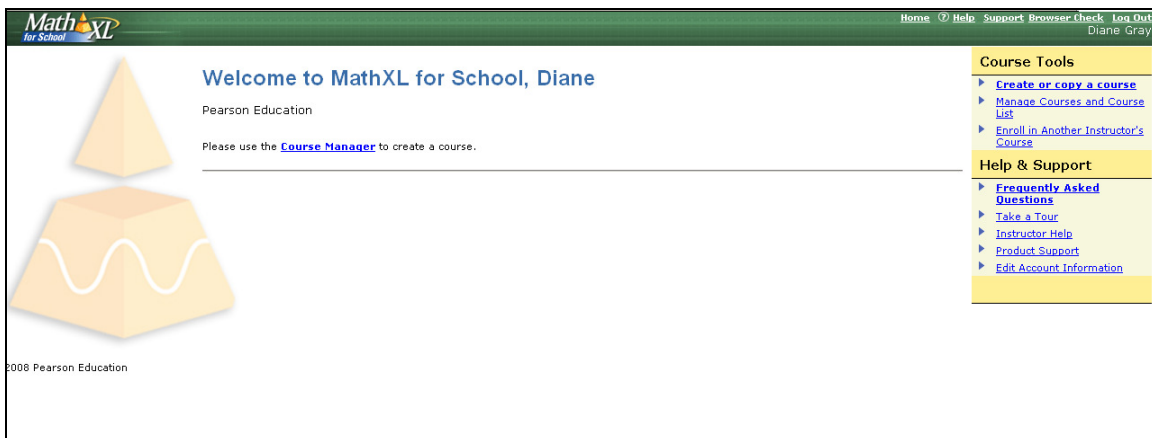 Math XL
for School
Home ? Help Support Browser Check Log Out
Diane Gray
Welcome to MathXL for School, Diane
Pearson Education
Please use the Course Manager to create a course.
Course Tools
Create or copy a course
Manage Courses and Course
List
Enroll in Another Instructor's
Course
Help & Support
Frequently Asked
Questions
Take a Tour
Instructor Help
Product Support
Edit Account Information
2008 Pearson Education